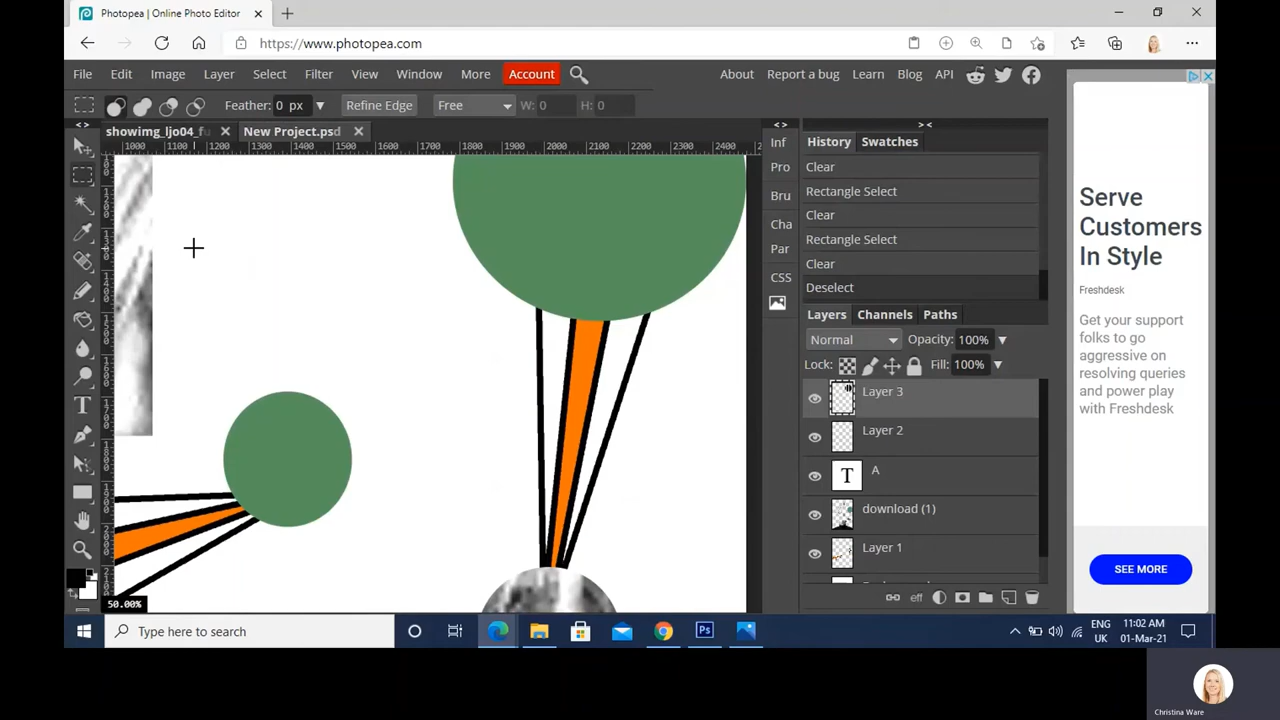 Photopea | Online Photo Editor
https://www.photopea.com
File Edit Image Layer Select Filter View Window More Account About Report a bug Learn Blog API
Feather: 0 px Refine Edge Free W: 0 H: 0
showimg_ljo04_fu New Project.psd
1000 1100 1200 1300 1400 1500 1600 1700 1800 1900 2000 2100 2200 2300 2400
Inf
Pro
Bru
Cha
Par
CSS
History Swatches
Clear
Rectangle Select
Clear
Rectangle Select
Clear
Deselect
Layers Channels Paths
Normal Opacity: 100%
Lock: Fill: 100%
Layer 3
Layer 2
T A
download (1)
Layer 1
eff
50.00%
Serve
Customers
In Style
Freshdesk
Get your support
folks to go
aggressive on
resolving queries
and power play
with Freshdesk
SEE MORE
Type here to search
Ps
ENG
UK
11:02 AM
01-Mar-21
Christina Ware